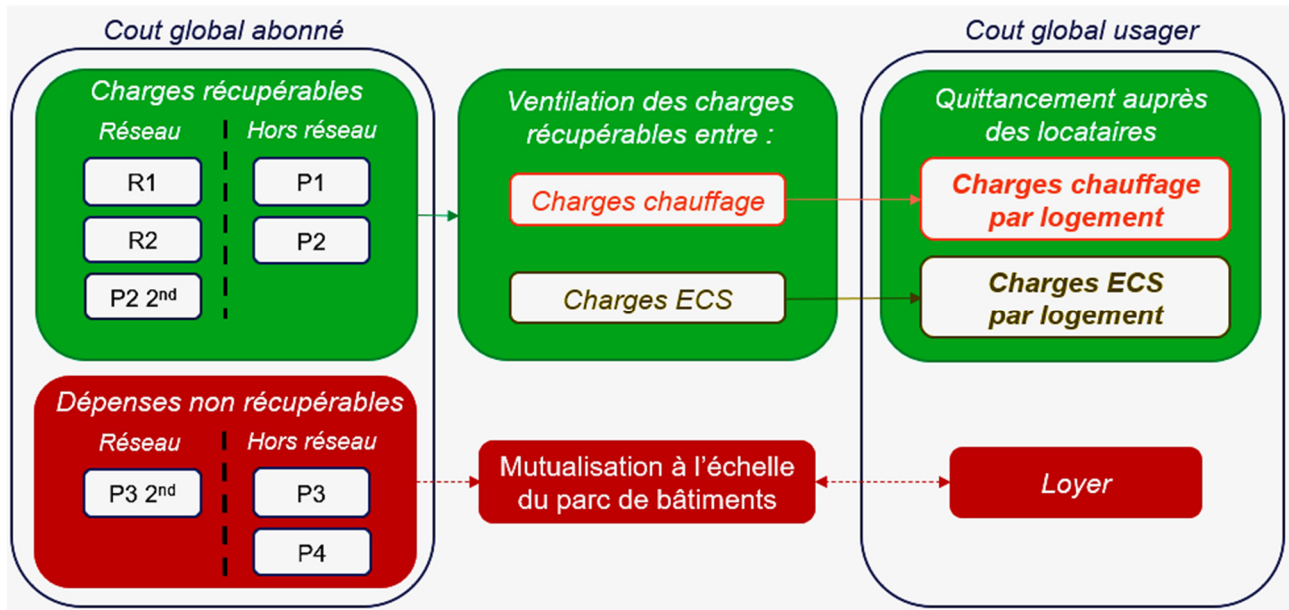 Cout global abonné
Charges récupérables
Réseau
Hors réseau
R1
P1
R2
P2
P2 2nd
Dépenses non récupérables
Réseau
Hors réseau
P3 2nd
P3
P4
Ventilation des charges
récupérables entre :
Charges chauffage
Charges ECS
Mutualisation à l’échelle
du parc de bâtiments
Cout global usager
Quittancement auprès
des locataires
Charges chauffage
par logement
Charges ECS
par logement
Loyer